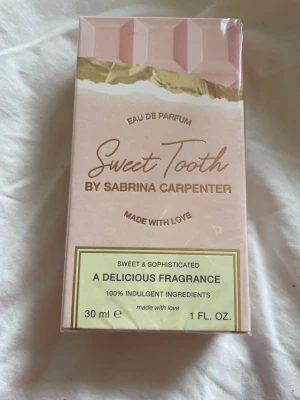 EAU DE PARFUM
Sweet Tooth
BY SABRINA CARPENTER
MADE WITH LOVE
SWEET & SOPHISTICATED
A DELICIOUS FRAGRANCE
100% INDULGENT INGREDIENTS
made with love
30 ml ℮ 1 FL. OZ.